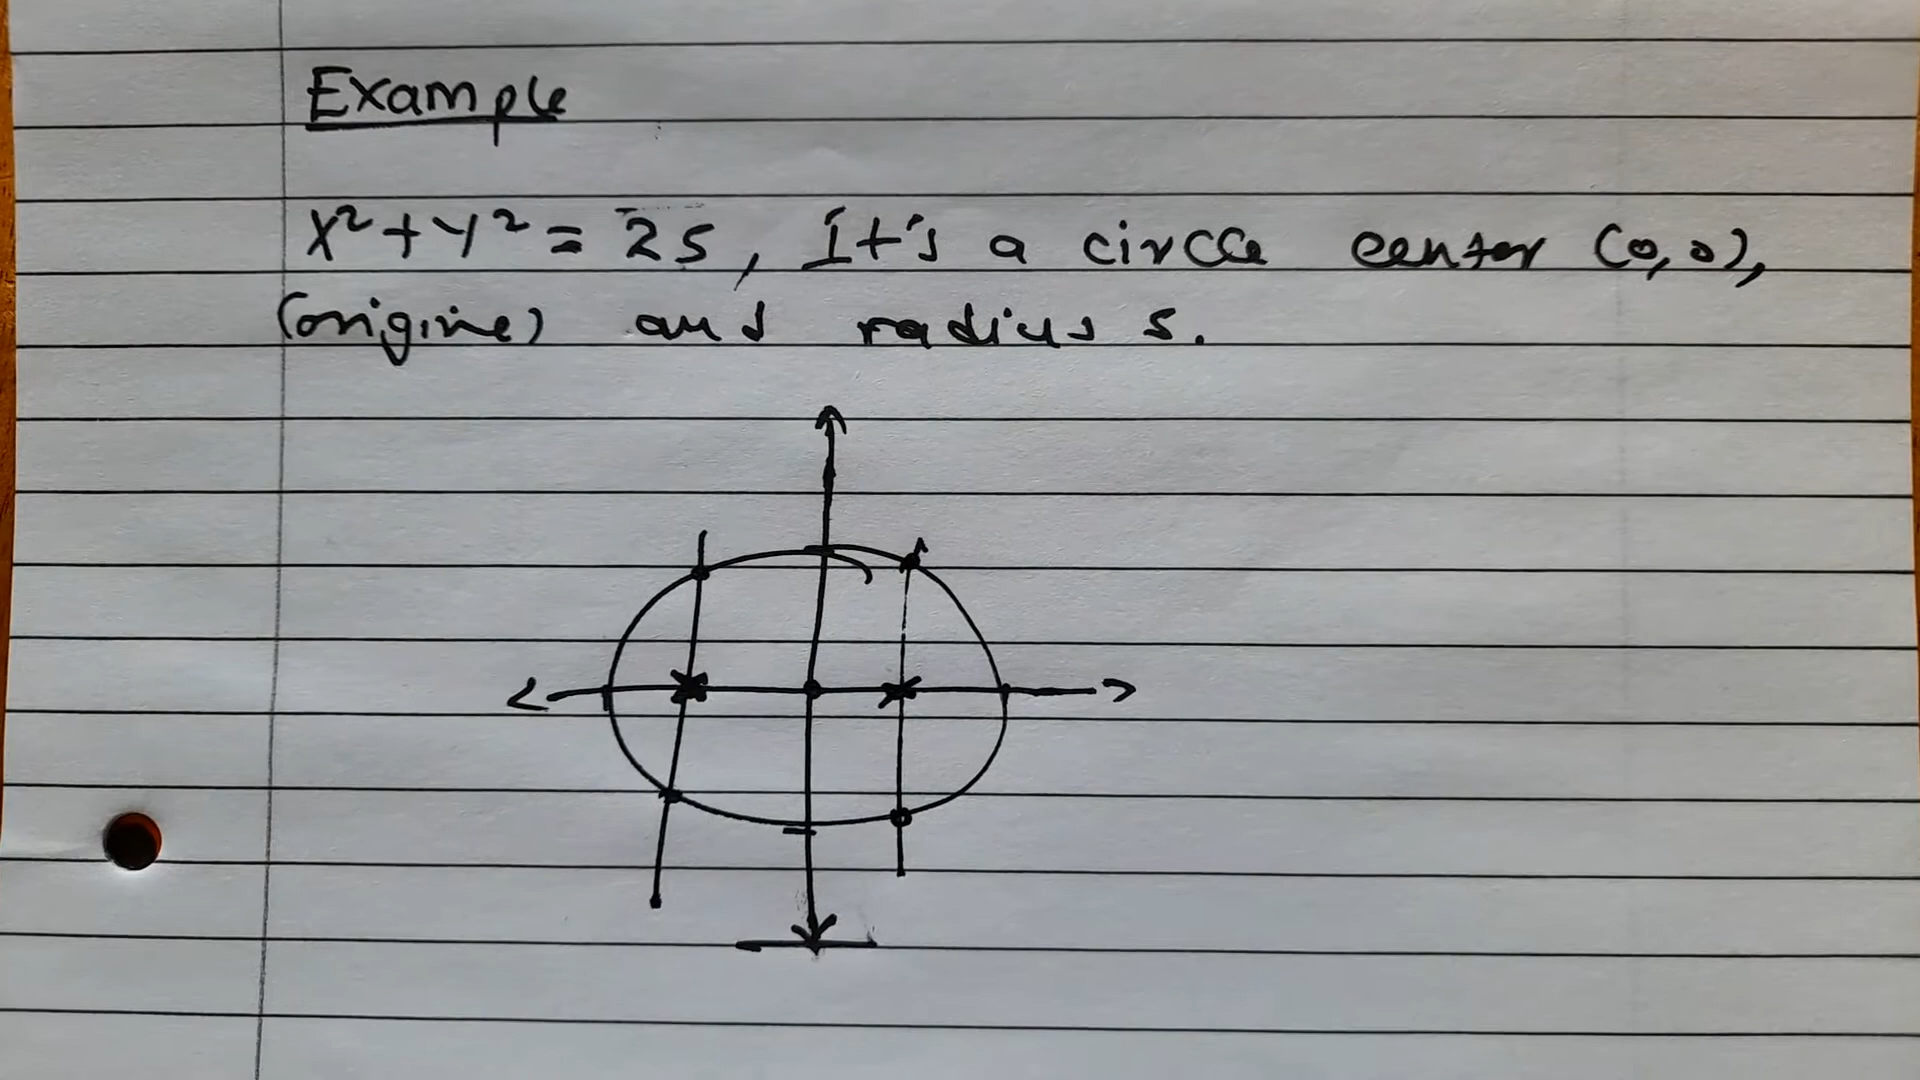 Example
x² + y² = 25, It's a circle center (0,0),
(origine) and radius 5.